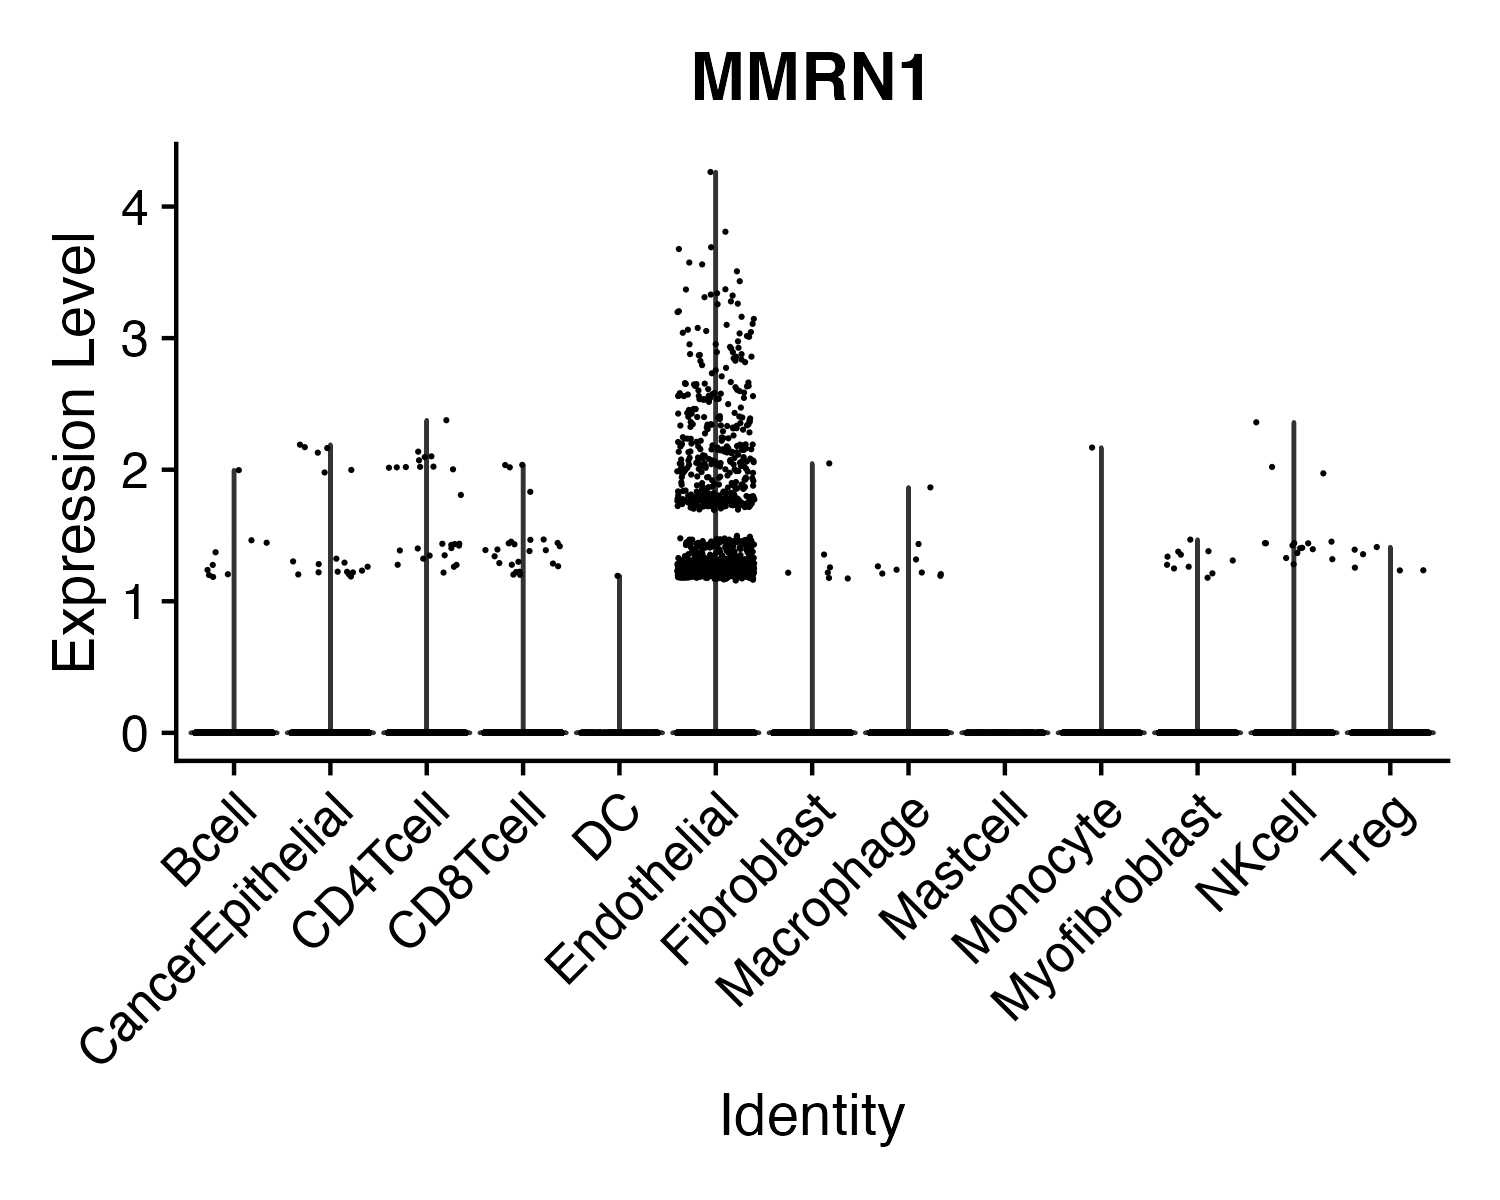 MMRN1
Expression Level
4
3
2
1
0
Bcell
CancerEpithelial
CD4Tcell
CD8Tcell
DC
Endothelial
Fibroblast
Macrophage
Mastcell
Monocyte
Myofibroblast
NKcell
Treg
Identity